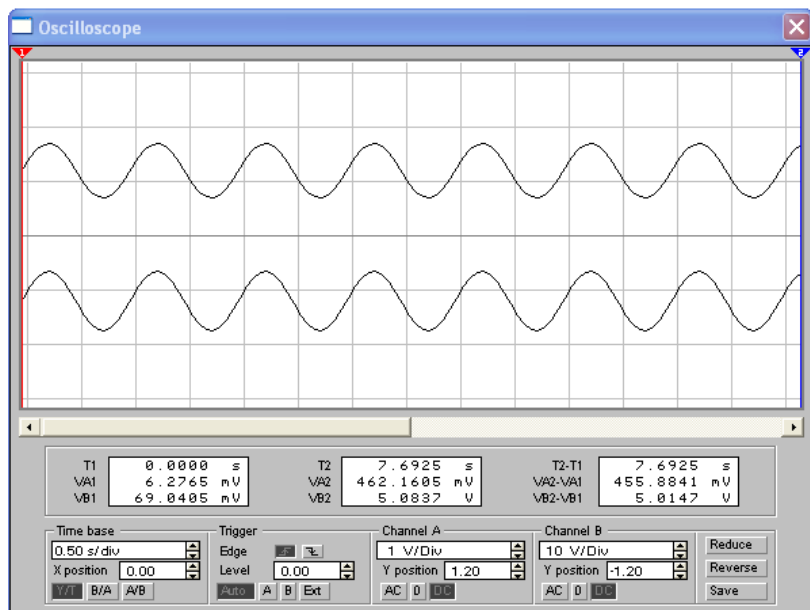 Oscilloscope
1 2
T1 0.0000 s T2 7.6925 s T2-T1 7.6925 s
VA1 6.2765 mV VA2 462.1605 mV VA2-VA1 455.8841 mV
VB1 69.0405 mV VB2 5.0837 V VB2-VB1 5.0147 V
Time base Trigger Channel A Channel B
0.50 s/div Edge 1 V/Div 10 V/Div Reduce
X position 0.00 Level 0.00 Y position 1.20 Y position -1.20 Reverse
Y/T B/A A/B Auto A B Ext AC 0 DC AC 0 DC Save